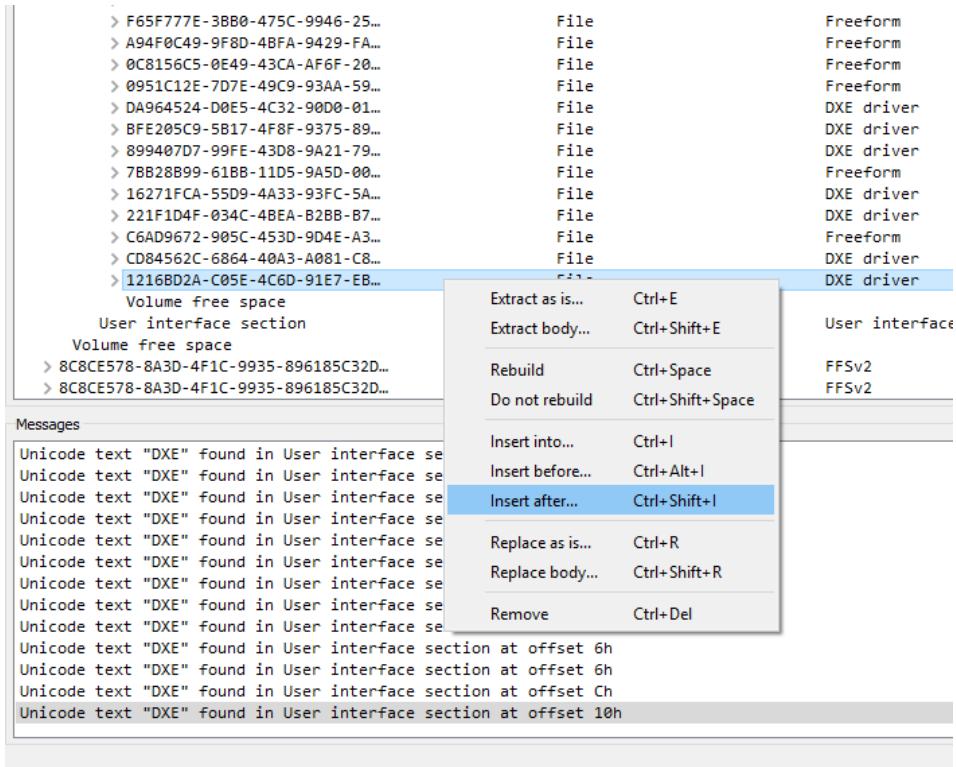 F65F777E-3BB0-475C-9946-25… File Freeform
A94F0C49-9F8D-4BFA-9429-FA… File Freeform
0C8156C5-0E49-43CA-AF6F-20… File Freeform
0951C12E-7D7E-49C9-93AA-59… File Freeform
DA964524-D0E5-4C32-90D0-01… File DXE driver
BFE205C9-5B17-4F8F-9375-89… File DXE driver
899407D7-99FE-43D8-9A21-79… File DXE driver
7BB28B99-61BB-11D5-9A5D-00… File Freeform
16271FCA-55D9-4A33-93FC-5A… File DXE driver
221F1D4F-034C-4BEA-B2BB-B7… File DXE driver
C6AD9672-905C-453D-9D4E-A3… File Freeform
CD84562C-6864-40A3-A081-C8… File DXE driver
1216BD2A-C05E-4C6D-91E7-EB… File DXE driver
Volume free space
User interface section User interface
Volume free space
8C8CE578-8A3D-4F1C-9935-896185C32D… FFSv2
8C8CE578-8A3D-4F1C-9935-896185C32D… FFSv2
Extract as is... Ctrl+E
Extract body... Ctrl+Shift+E
Rebuild Ctrl+Space
Do not rebuild Ctrl+Shift+Space
Insert into... Ctrl+I
Insert before... Ctrl+Alt+I
Insert after... Ctrl+Shift+I
Replace as is... Ctrl+R
Replace body... Ctrl+Shift+R
Remove Ctrl+Del
Messages
Unicode text "DXE" found in User interface se
Unicode text "DXE" found in User interface se
Unicode text "DXE" found in User interface se
Unicode text "DXE" found in User interface se
Unicode text "DXE" found in User interface se
Unicode text "DXE" found in User interface se
Unicode text "DXE" found in User interface se
Unicode text "DXE" found in User interface se
Unicode text "DXE" found in User interface se
Unicode text "DXE" found in User interface section at offset 6h
Unicode text "DXE" found in User interface section at offset 6h
Unicode text "DXE" found in User interface section at offset Ch
Unicode text "DXE" found in User interface section at offset 10h